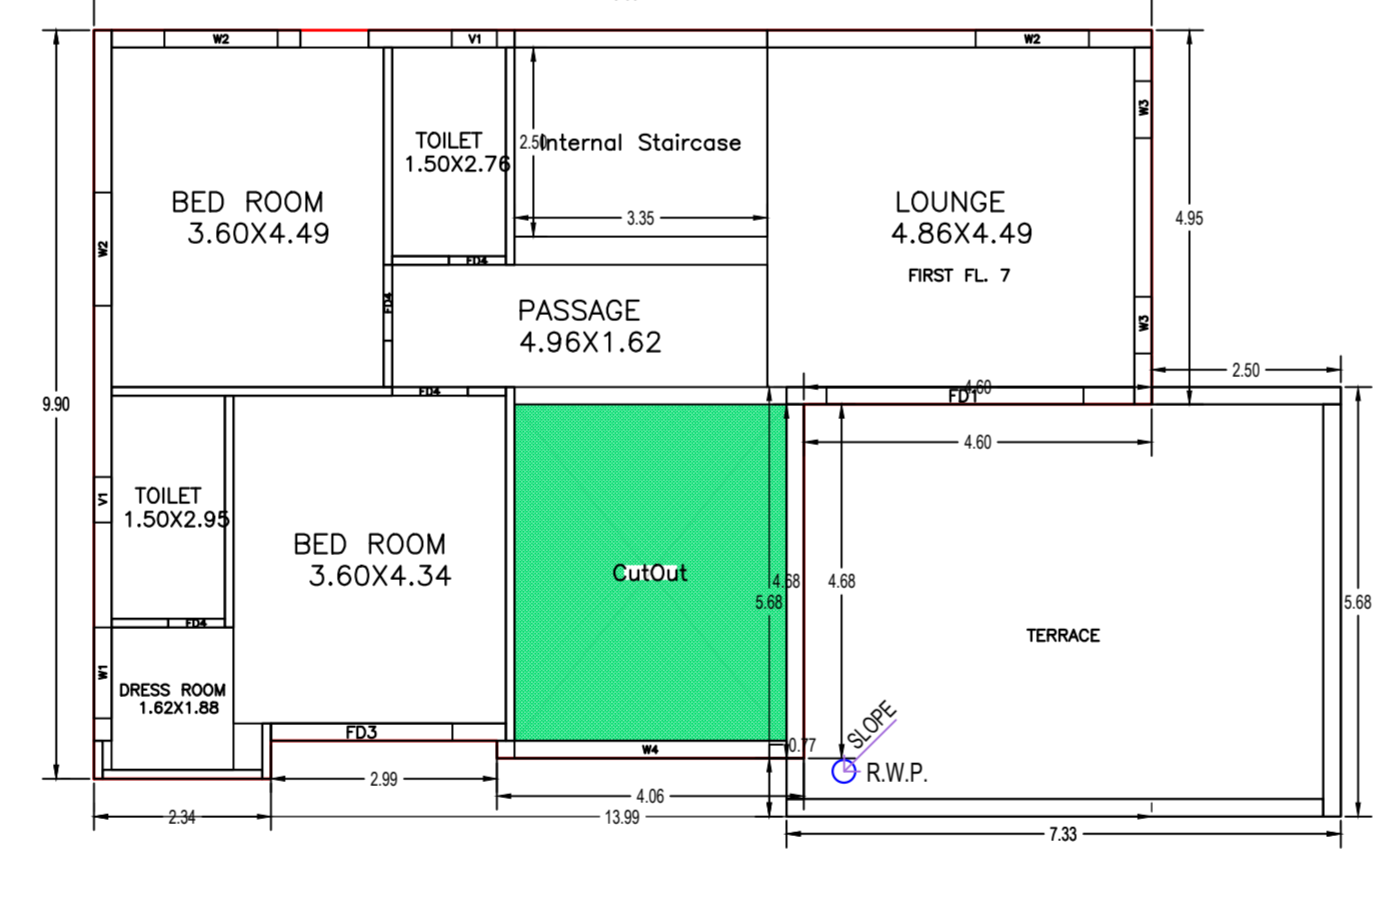 W2
V1
W2
W3
TOILET
1.50X2.76
2.50
Internal Staircase
BED ROOM
3.60X4.49
LOUNGE
4.86X4.49
3.35
4.95
W2
FD4
FIRST FL. 7
FD4
PASSAGE
4.96X1.62
W3
2.50
FD4
4.60
FD1
9.90
4.60
TOILET
1.50X2.95
V1
BED ROOM
3.60X4.34
CutOut
4.68
4.68
5.68
5.68
FD4
TERRACE
W1
DRESS ROOM
1.62X1.88
SLOPE
FD3
W4
0.77
R.W.P.
2.99
4.06
2.34
13.99
7.33